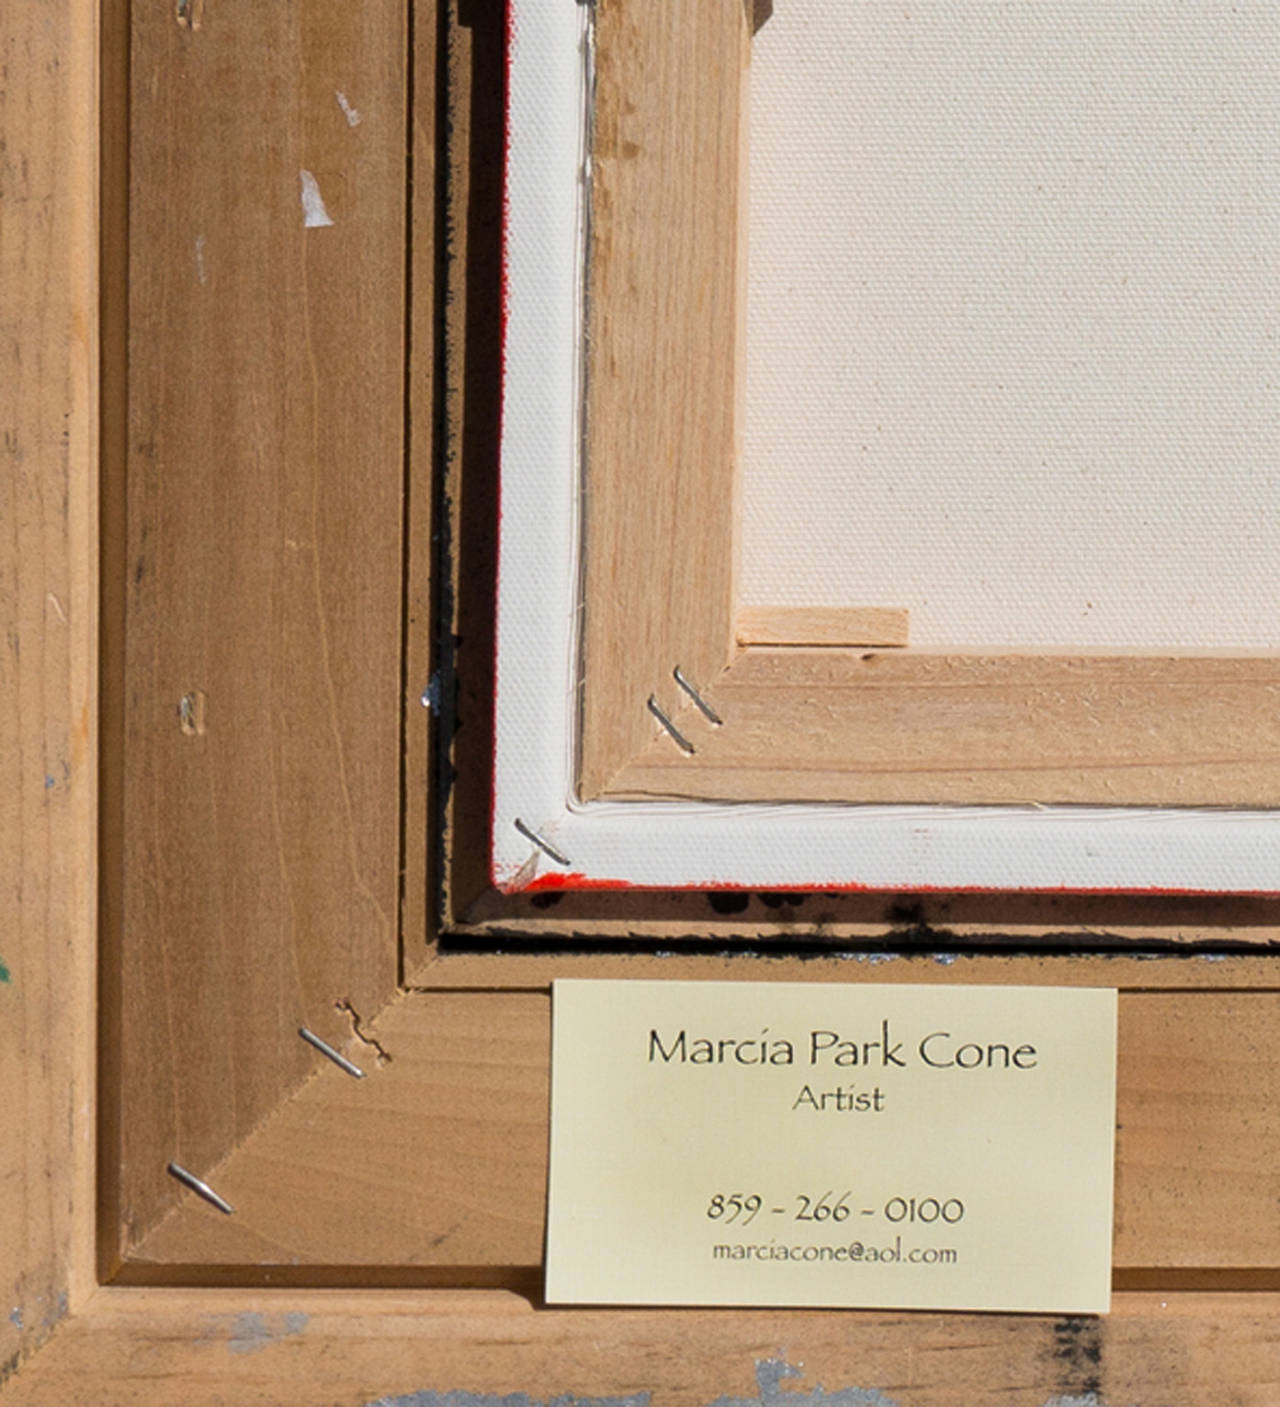 Marcia Park Cone
Artist
859 - 266 - 0100
marciacone@aol.com